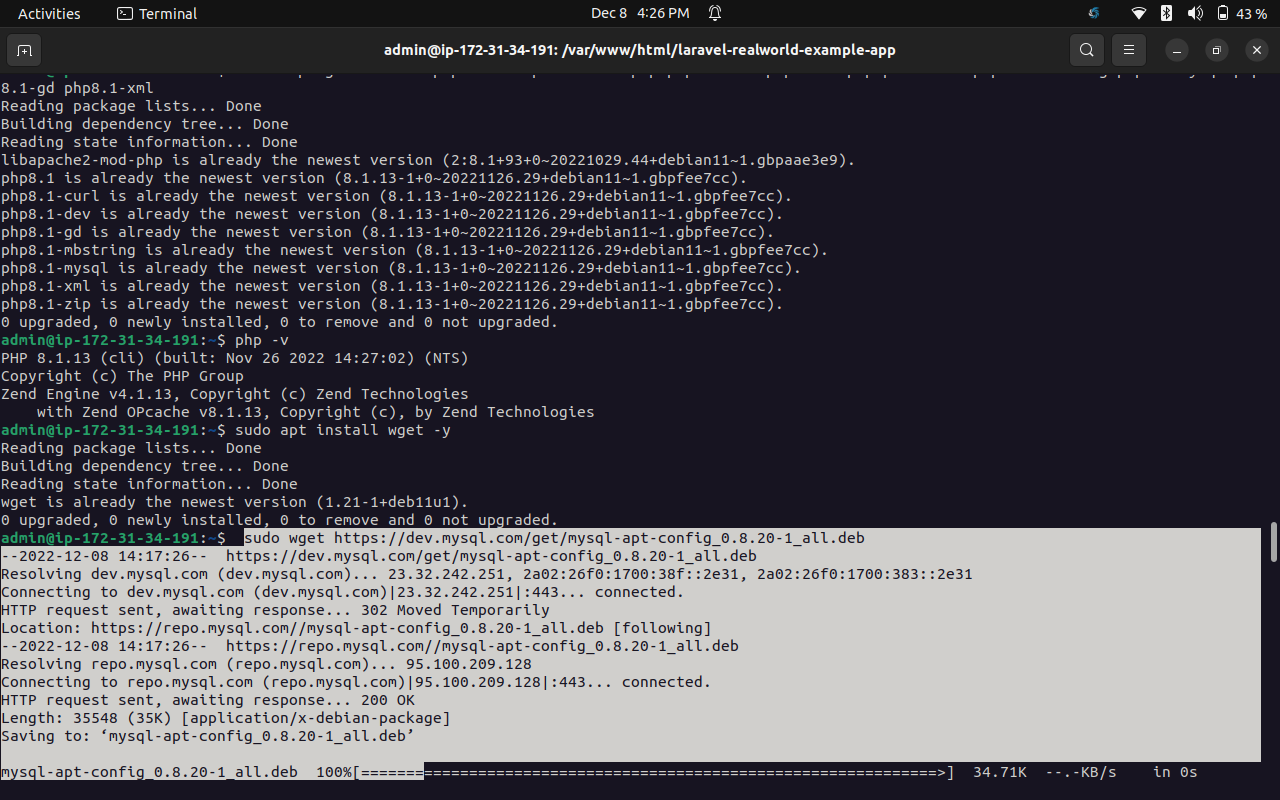 Activities
Terminal
Dec 8 4:26 PM
43 %
admin@ip-172-31-34-191: /var/www/html/laravel-realworld-example-app
8.1-gd php8.1-xml
Reading package lists... Done
Building dependency tree... Done
Reading state information... Done
libapache2-mod-php is already the newest version (2:8.1+93+0~20221029.44+debian11~1.gbpaae3e9).
php8.1 is already the newest version (8.1.13-1+0~20221126.29+debian11~1.gbpfee7cc).
php8.1-curl is already the newest version (8.1.13-1+0~20221126.29+debian11~1.gbpfee7cc).
php8.1-dev is already the newest version (8.1.13-1+0~20221126.29+debian11~1.gbpfee7cc).
php8.1-gd is already the newest version (8.1.13-1+0~20221126.29+debian11~1.gbpfee7cc).
php8.1-mbstring is already the newest version (8.1.13-1+0~20221126.29+debian11~1.gbpfee7cc).
php8.1-mysql is already the newest version (8.1.13-1+0~20221126.29+debian11~1.gbpfee7cc).
php8.1-xml is already the newest version (8.1.13-1+0~20221126.29+debian11~1.gbpfee7cc).
php8.1-zip is already the newest version (8.1.13-1+0~20221126.29+debian11~1.gbpfee7cc).
0 upgraded, 0 newly installed, 0 to remove and 0 not upgraded.
admin@ip-172-31-34-191:~$ php -v
PHP 8.1.13 (cli) (built: Nov 26 2022 14:27:02) (NTS)
Copyright (c) The PHP Group
Zend Engine v4.1.13, Copyright (c) Zend Technologies
    with Zend OPcache v8.1.13, Copyright (c), by Zend Technologies
admin@ip-172-31-34-191:~$ sudo apt install wget -y
Reading package lists... Done
Building dependency tree... Done
Reading state information... Done
wget is already the newest version (1.21-1+deb11u1).
0 upgraded, 0 newly installed, 0 to remove and 0 not upgraded.
admin@ip-172-31-34-191:~$  sudo wget https://dev.mysql.com/get/mysql-apt-config_0.8.20-1_all.deb
--2022-12-08 14:17:26--  https://dev.mysql.com/get/mysql-apt-config_0.8.20-1_all.deb
Resolving dev.mysql.com (dev.mysql.com)... 23.32.242.251, 2a02:26f0:1700:38f::2e31, 2a02:26f0:1700:383::2e31
Connecting to dev.mysql.com (dev.mysql.com)|23.32.242.251|:443... connected.
HTTP request sent, awaiting response... 302 Moved Temporarily
Location: https://repo.mysql.com//mysql-apt-config_0.8.20-1_all.deb [following]
--2022-12-08 14:17:26--  https://repo.mysql.com//mysql-apt-config_0.8.20-1_all.deb
Resolving repo.mysql.com (repo.mysql.com)... 95.100.209.128
Connecting to repo.mysql.com (repo.mysql.com)|95.100.209.128|:443... connected.
HTTP request sent, awaiting response... 200 OK
Length: 35548 (35K) [application/x-debian-package]
Saving to: ‘mysql-apt-config_0.8.20-1_all.deb’
mysql-apt-config_0.8.20-1_all.deb  100%[================================================================>]  34.71K  --.-KB/s    in 0s